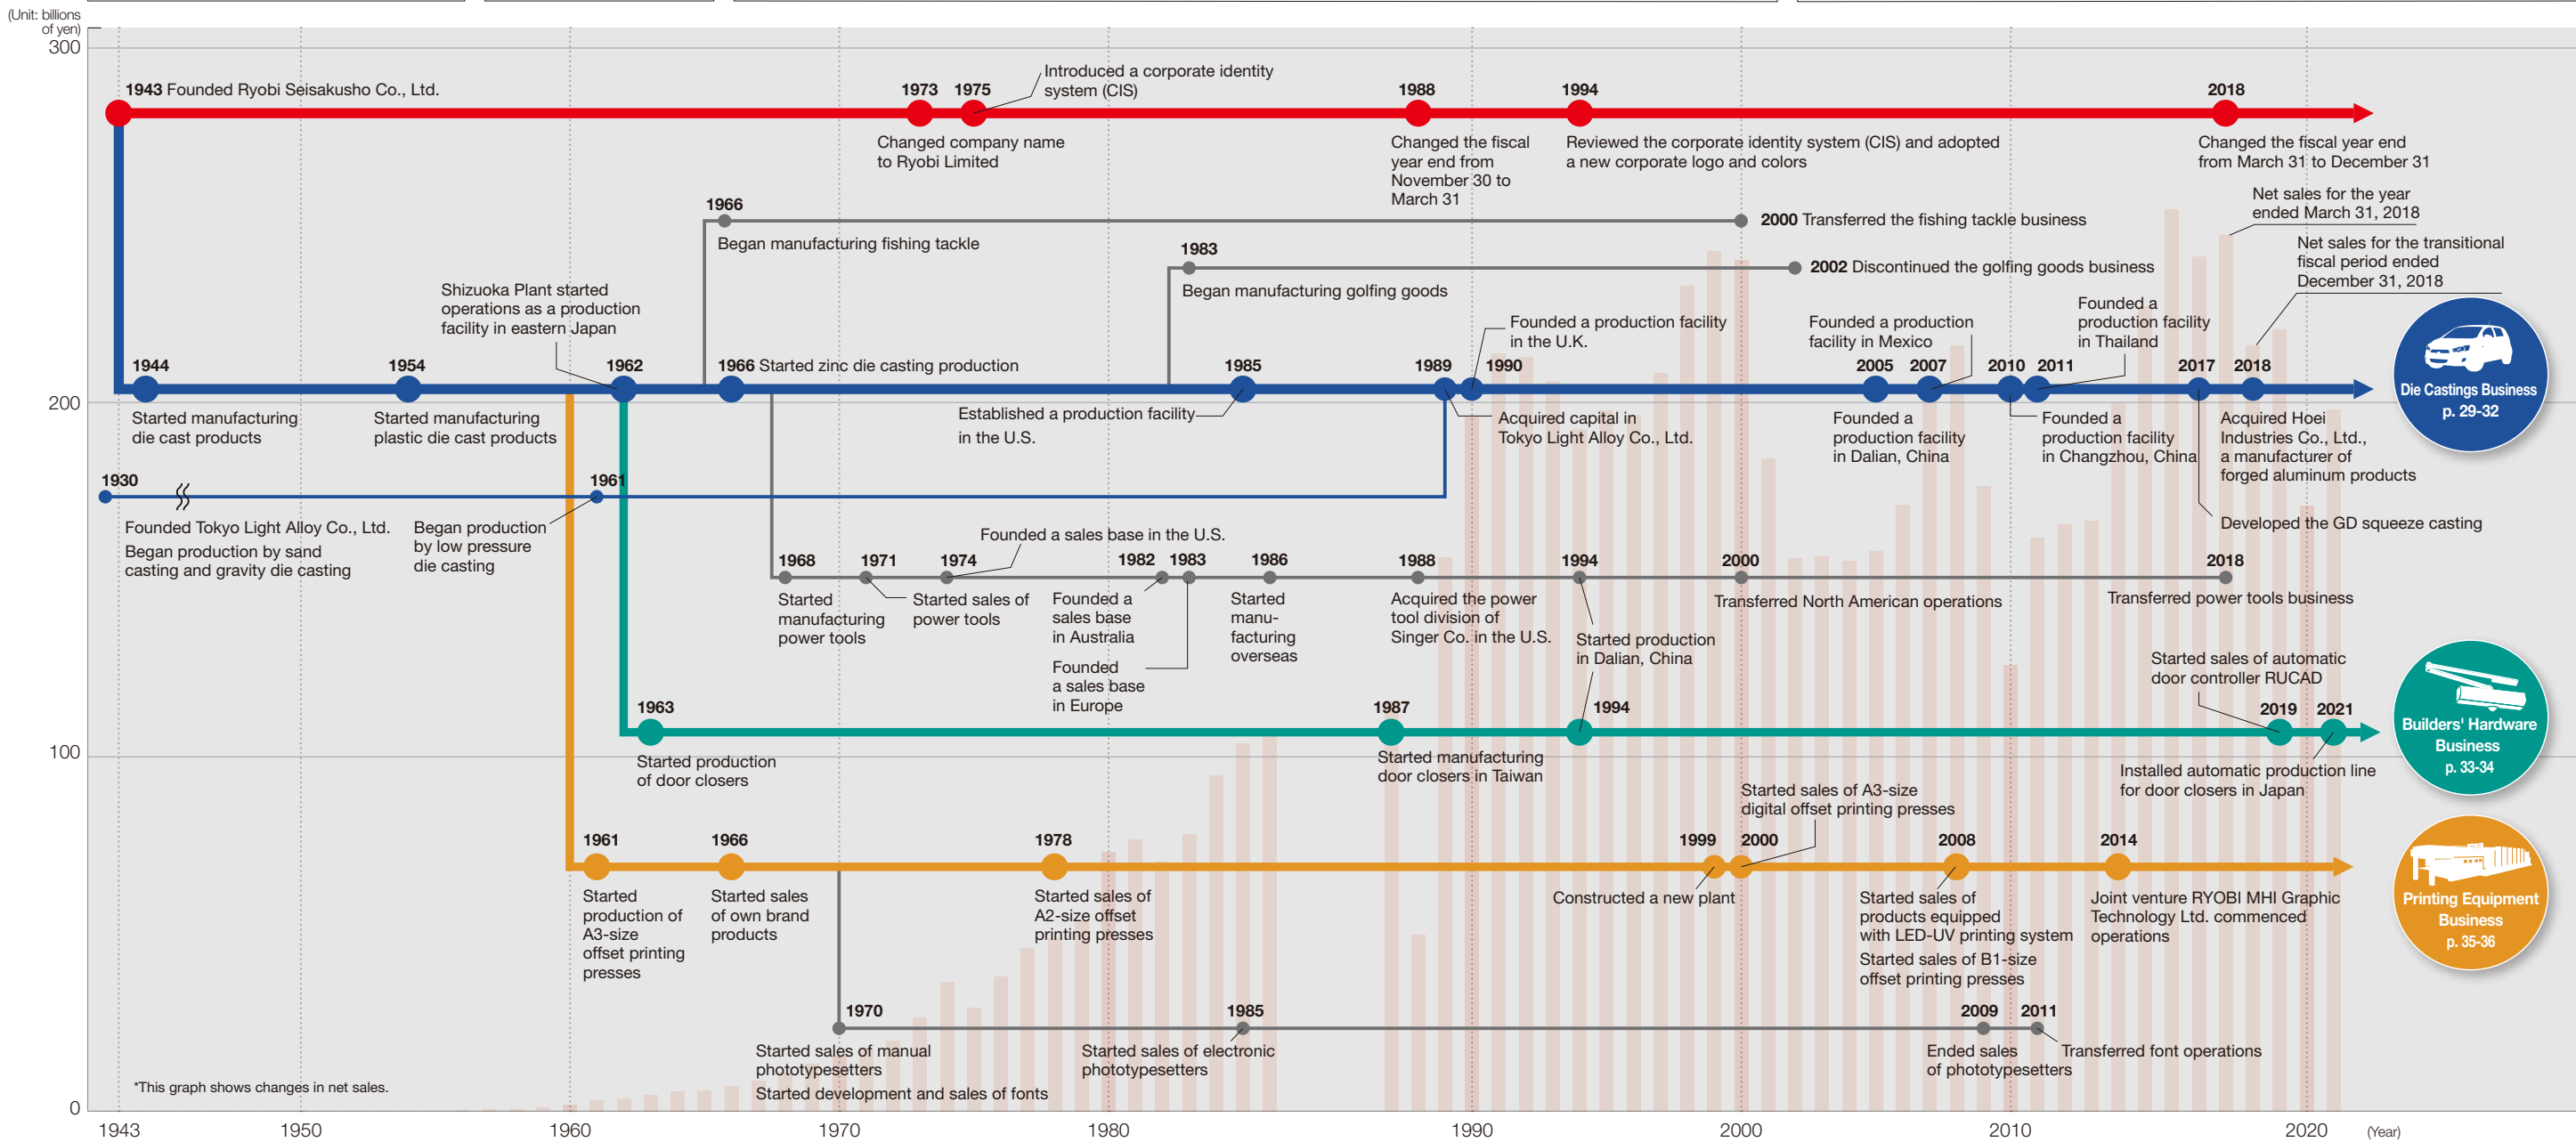 (Unit: billions
of yen)
300
1943 Founded Ryobi Seisakusho Co., Ltd.
1973
1975
Introduced a corporate identity
system (CIS)
1988
1994
2018
Changed company name
to Ryobi Limited
Changed the fiscal
year end from
November 30 to
March 31
Reviewed the corporate identity system (CIS) and adopted
a new corporate logo and colors
Changed the fiscal year end
from March 31 to December 31
1966
Began manufacturing fishing tackle
2000 Transferred the fishing tackle business
Net sales for the year
ended March 31, 2018
1983
Began manufacturing golfing goods
2002 Discontinued the golfing goods business
Net sales for the transitional
fiscal period ended
December 31, 2018
Shizuoka Plant started
operations as a production
facility in eastern Japan
Founded a production facility
in the U.K.
Founded a production
facility in Mexico
Founded a
production facility
in Thailand
1944
1954
1962
1966 Started zinc die casting production
1985
1989
1990
2005
2007
2010
2011
2017
2018
Die Castings Business
p. 29-32
200
Started manufacturing
die cast products
Started manufacturing
plastic die cast products
Established a production facility
in the U.S.
Acquired capital in
Tokyo Light Alloy Co., Ltd.
Founded a
production facility
in Dalian, China
Founded a
production facility
in Changzhou, China
Acquired Hoei
Industries Co., Ltd.,
a manufacturer of
forged aluminum products
1930
1961
Founded Tokyo Light Alloy Co., Ltd.
Began production by sand
casting and gravity die casting
Began production
by low pressure
die casting
Developed the GD squeeze casting
Founded a sales base in the U.S.
1968
1971
1974
1982
1983
1986
1988
1994
2000
2018
Started
manufacturing
power tools
Started sales of
power tools
Founded a
sales base
in Australia
Founded
a sales base
in Europe
Started
manu-
facturing
overseas
Acquired the power
tool division of
Singer Co. in the U.S.
Started production
in Dalian, China
Transferred North American operations
Transferred power tools business
Started sales of automatic
door controller RUCAD
1963
1987
1994
2019
2021
Builders' Hardware
Business
p. 33-34
100
Started production
of door closers
Started manufacturing
door closers in Taiwan
Installed automatic production line
for door closers in Japan
Started sales of A3-size
digital offset printing presses
1961
1966
1978
1999
2000
2008
2014
Printing Equipment
Business
p. 35-36
Started
production of
A3-size
offset printing
presses
Started sales
of own brand
products
Started sales of
A2-size offset
printing presses
Constructed a new plant
Started sales of
products equipped
with LED-UV printing system
Started sales of B1-size
offset printing presses
Joint venture RYOBI MHI Graphic
Technology Ltd. commenced
operations
1970
1985
2009
2011
Started sales of manual
phototypesetters
Started development and sales of fonts
Started sales of electronic
phototypesetters
Ended sales
of phototypesetters
Transferred font operations
*This graph shows changes in net sales.
0
1943
1950
1960
1970
1980
1990
2000
2010
2020
(Year)